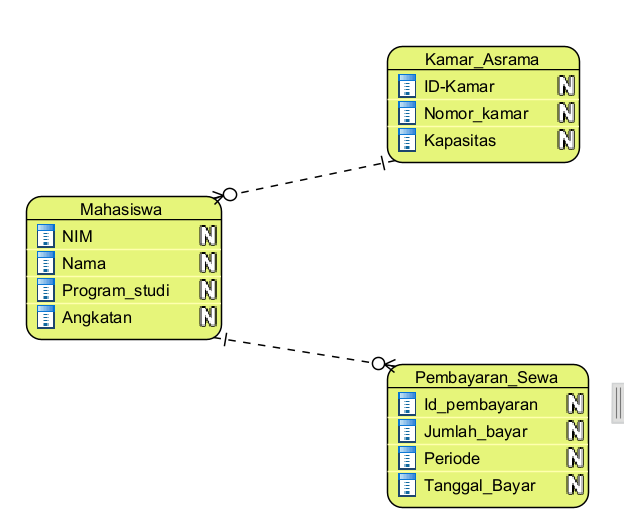 Kamar_Asrama
ID-Kamar N
Nomor_kamar N
Kapasitas N
Mahasiswa
NIM N
Nama N
Program_studi N
Angkatan N
Pembayaran_Sewa
Id_pembayaran N
Jumlah_bayar N
Periode N
Tanggal_Bayar N